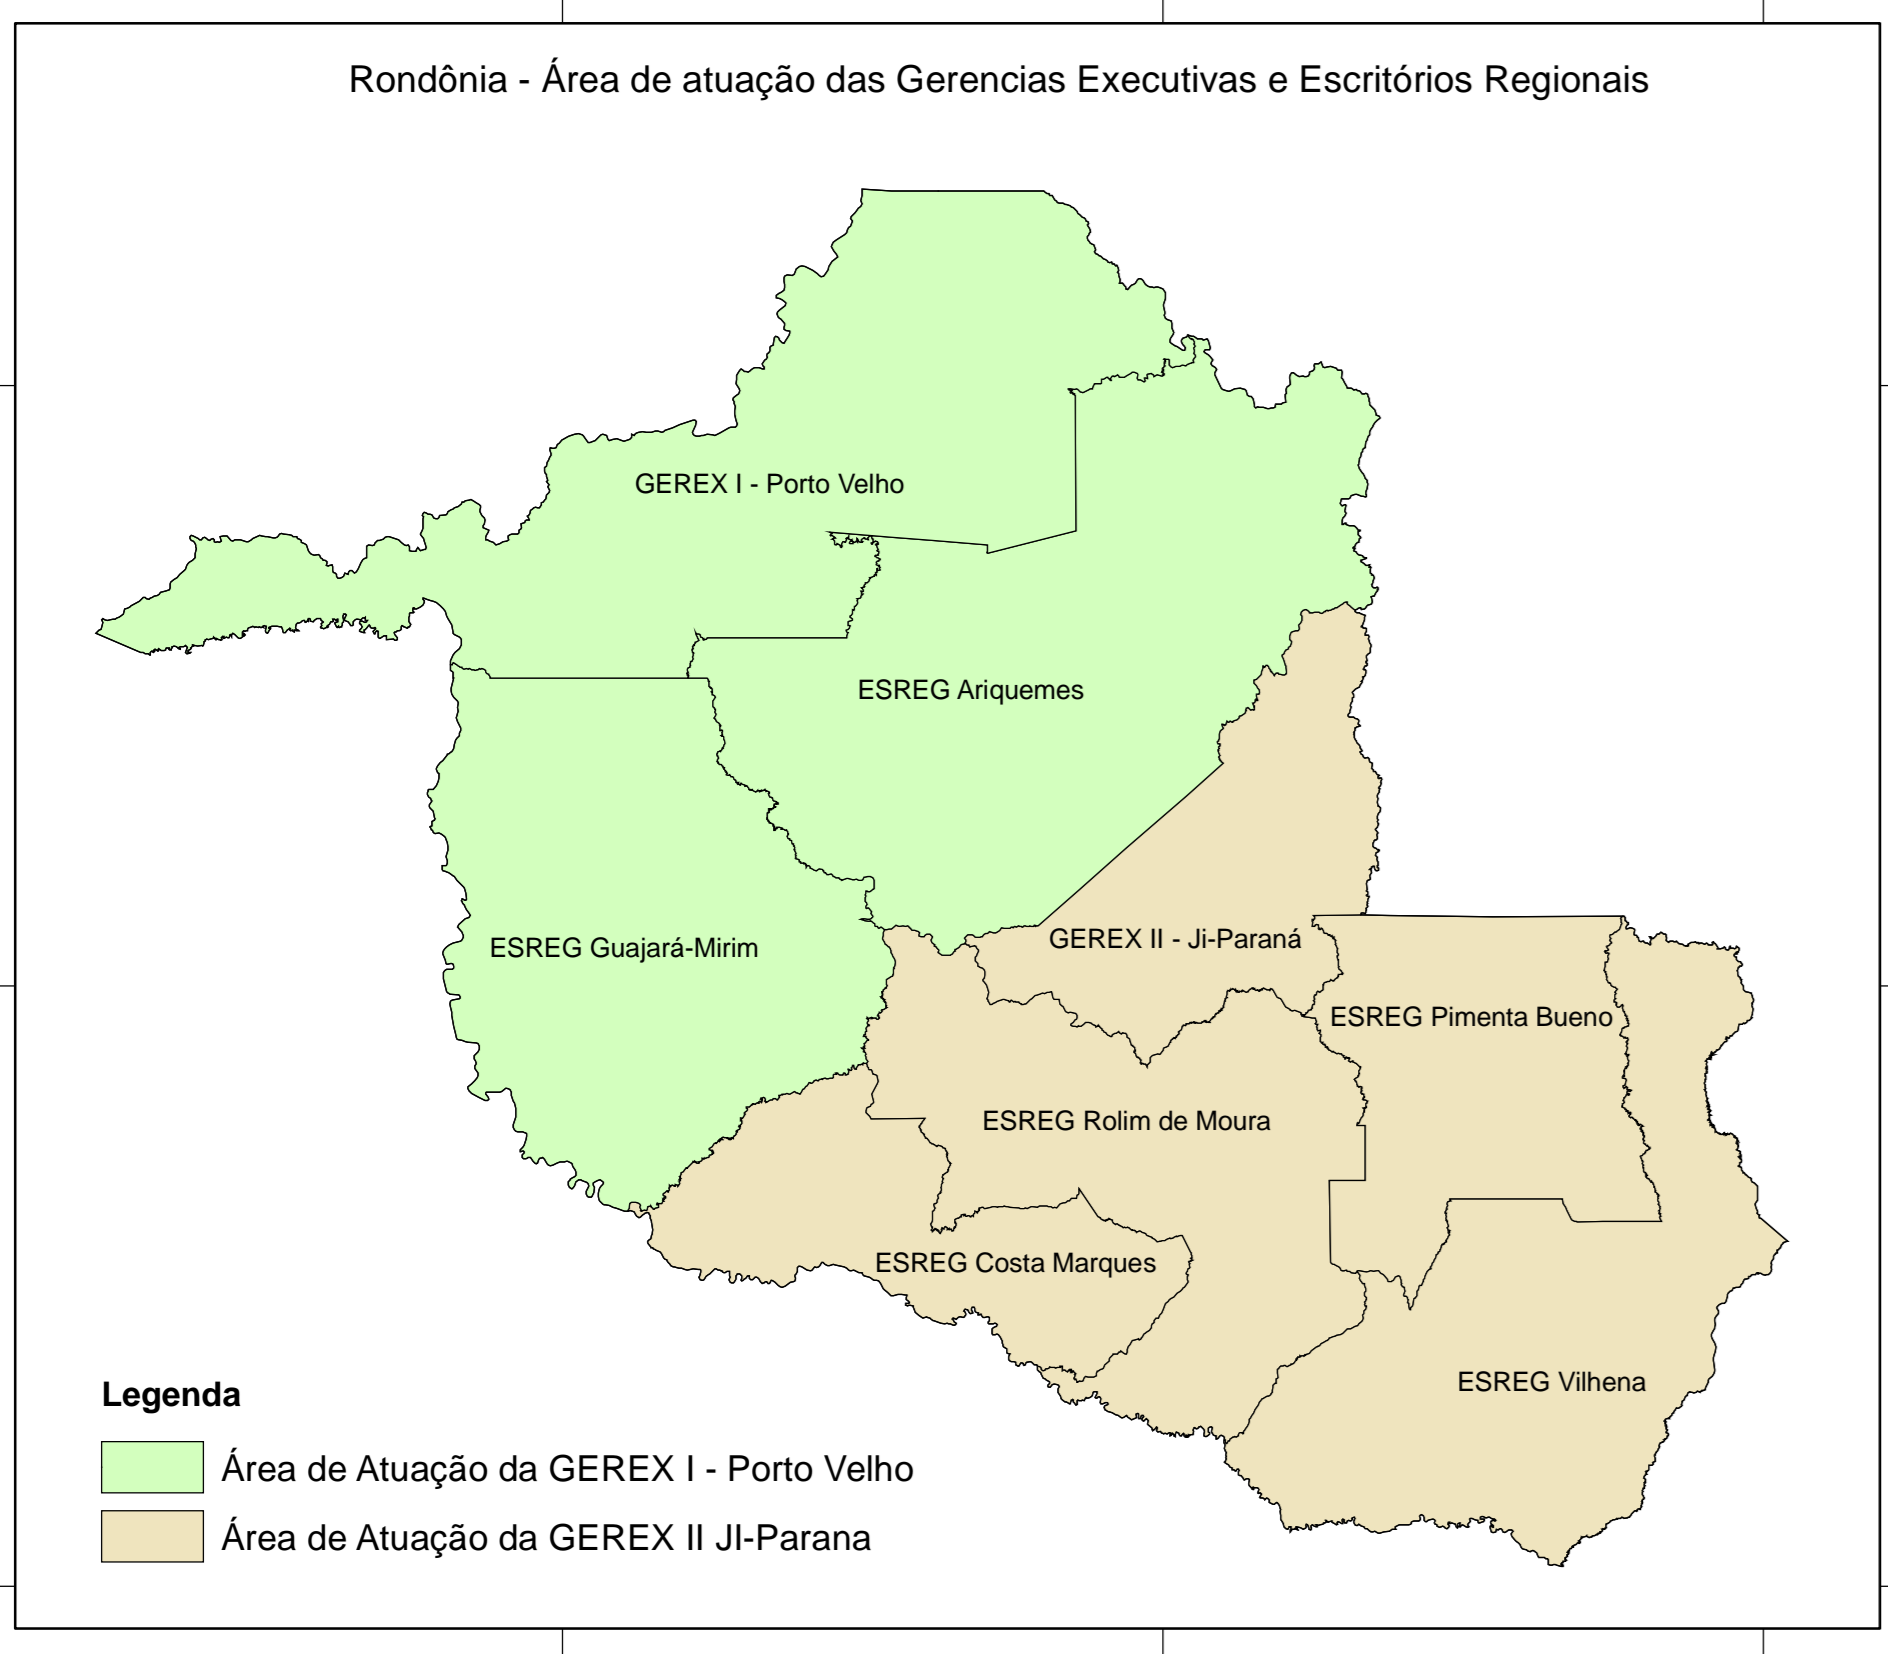 Rondônia - Área de atuação das Gerencias Executivas e Escritórios Regionais
GEREX I - Porto Velho
ESREG Ariquemes
GEREX II - Ji-Paraná
ESREG Guajará-Mirim
ESREG Pimenta Bueno
ESREG Rolim de Moura
ESREG Costa Marques
ESREG Vilhena
Legenda
Área de Atuação da GEREX I - Porto Velho
Área de Atuação da GEREX II JI-Parana